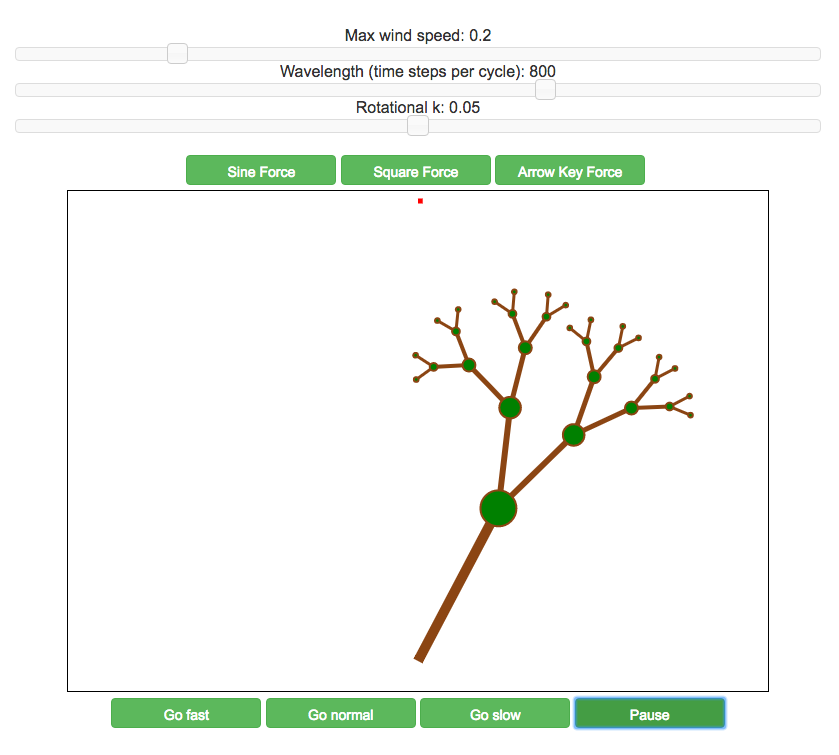 Max wind speed: 0.2
Wavelength (time steps per cycle): 800
Rotational k: 0.05
Sine Force Square Force Arrow Key Force
Go fast Go normal Go slow Pause